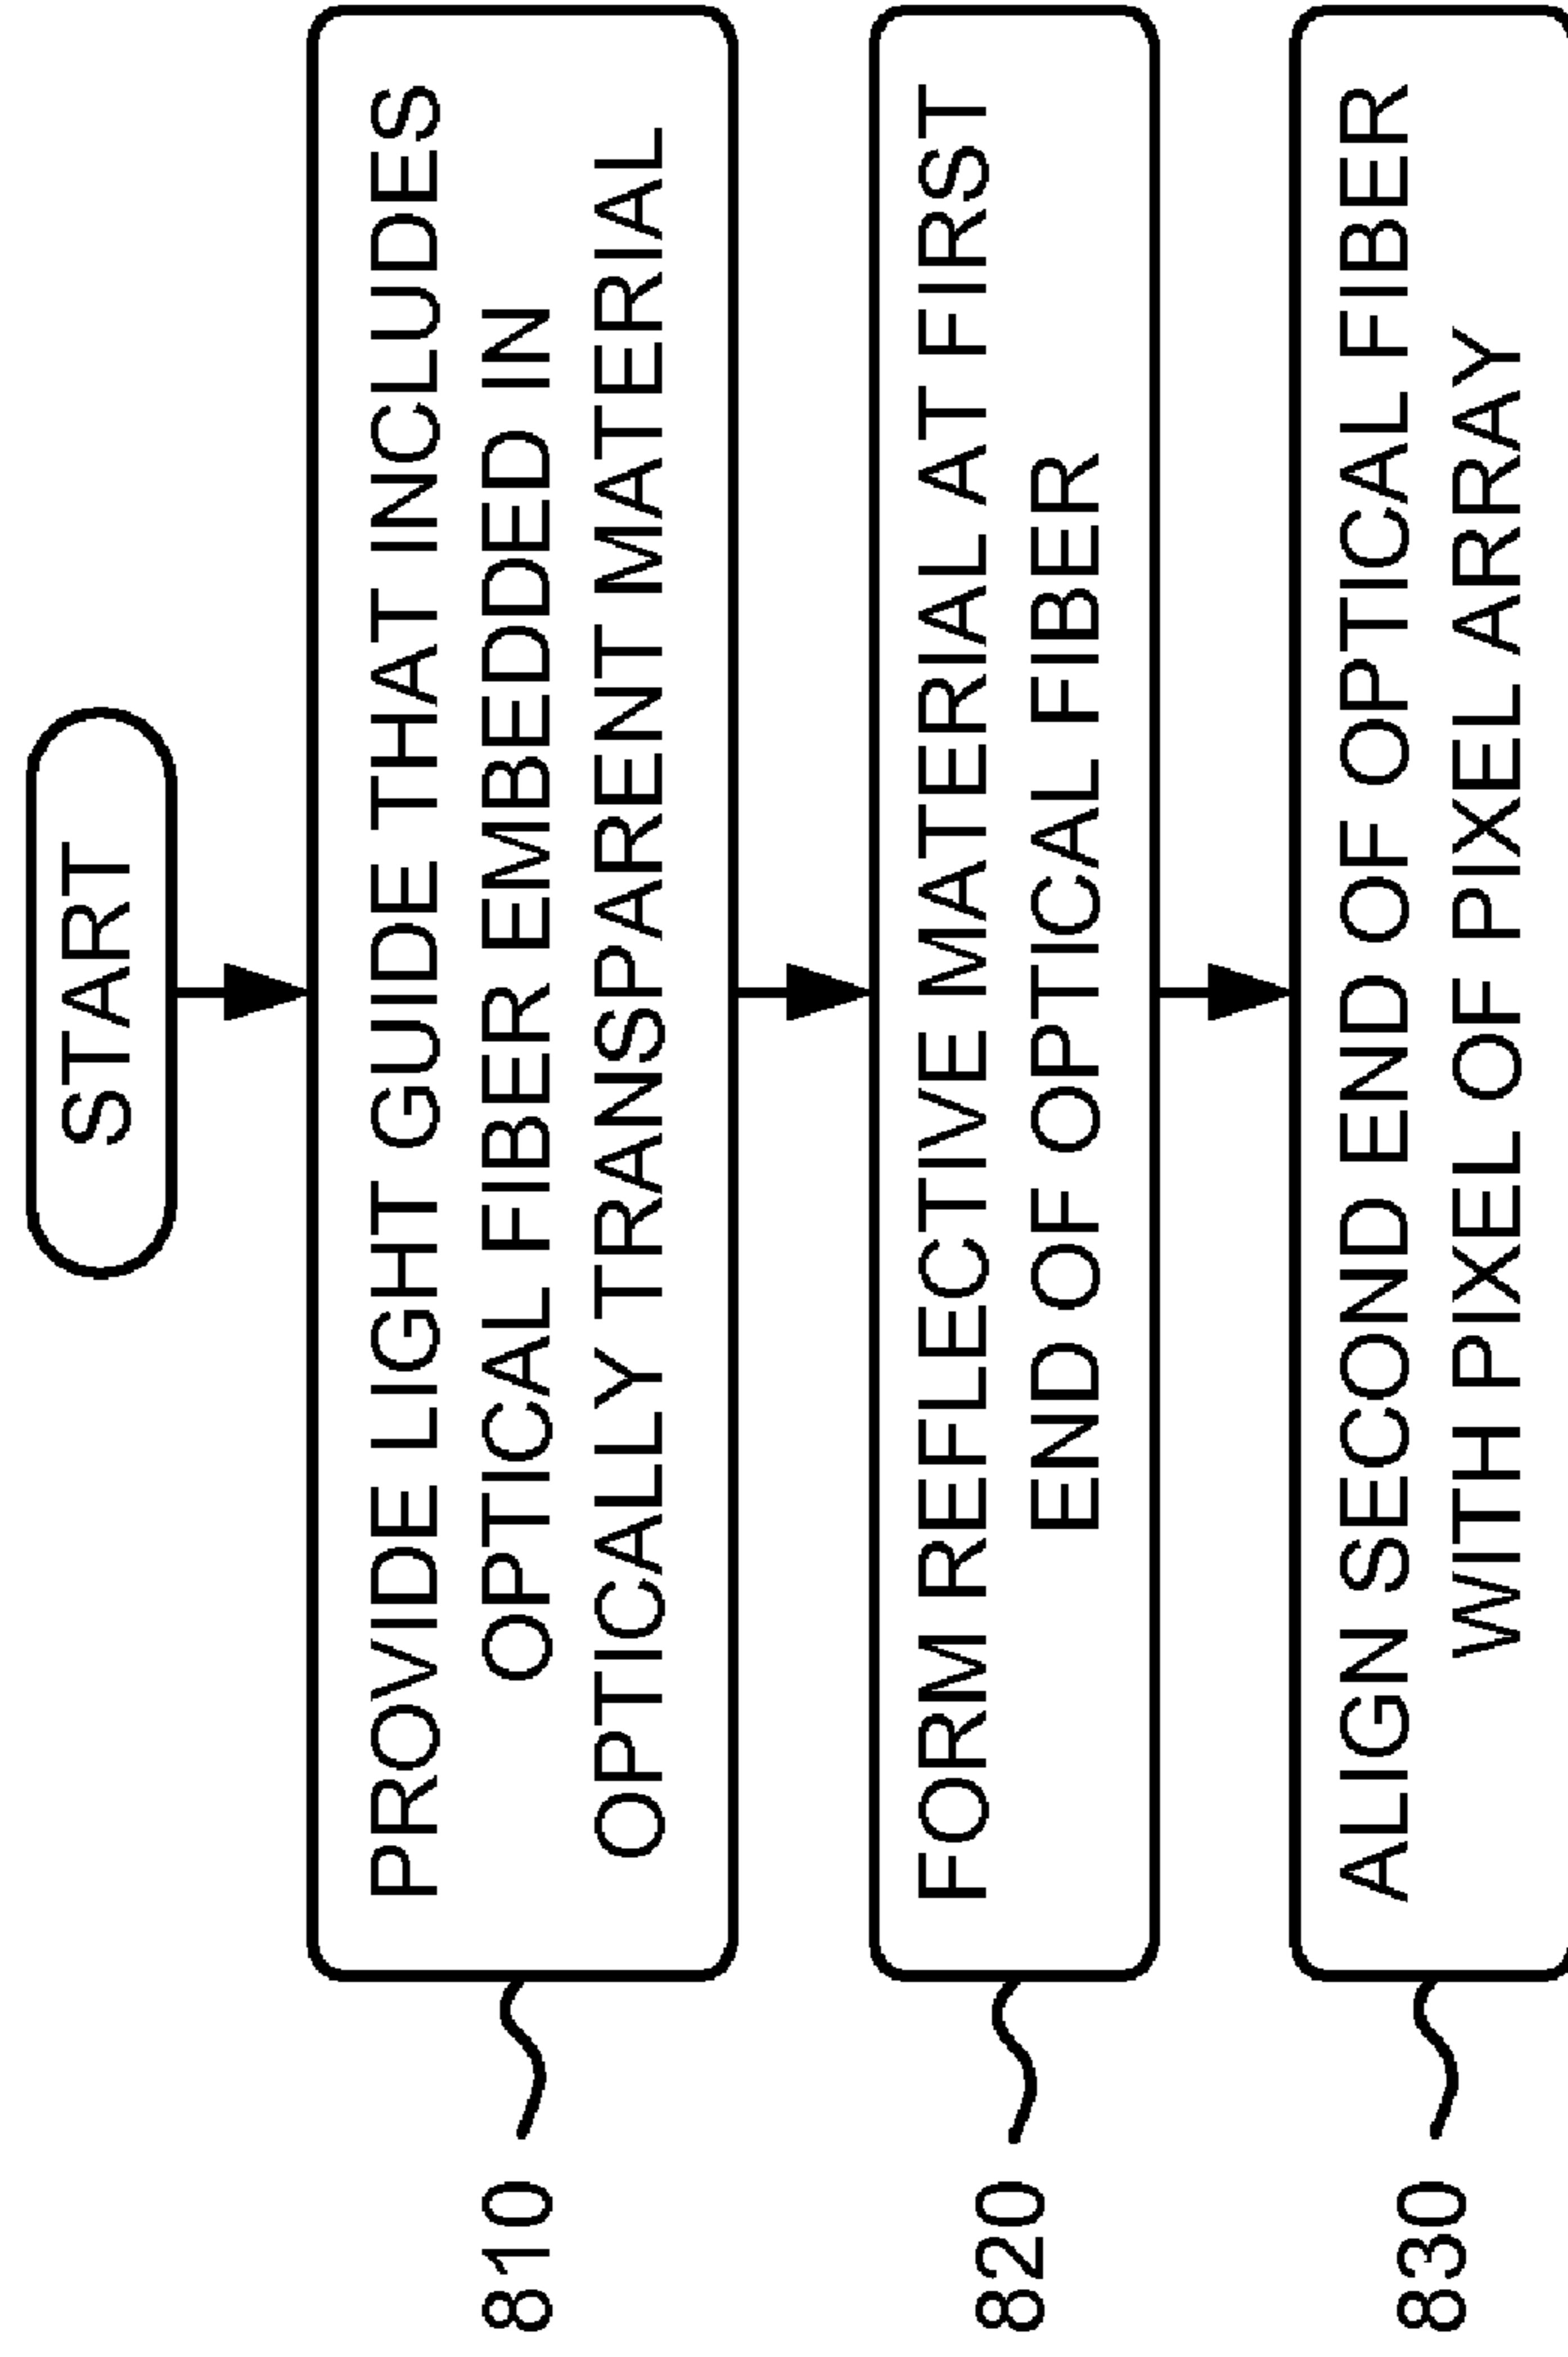 START
PROVIDE LIGHT GUIDE THAT INCLUDES
OPTICAL FIBER EMBEDDED IN
OPTICALLY TRANSPARENT MATERIAL
810
FORM REFLECTIVE MATERIAL AT FIRST
END OF OPTICAL FIBER
820
ALIGN SECOND END OF OPTICAL FIBER
WITH PIXEL OF PIXEL ARRAY
830